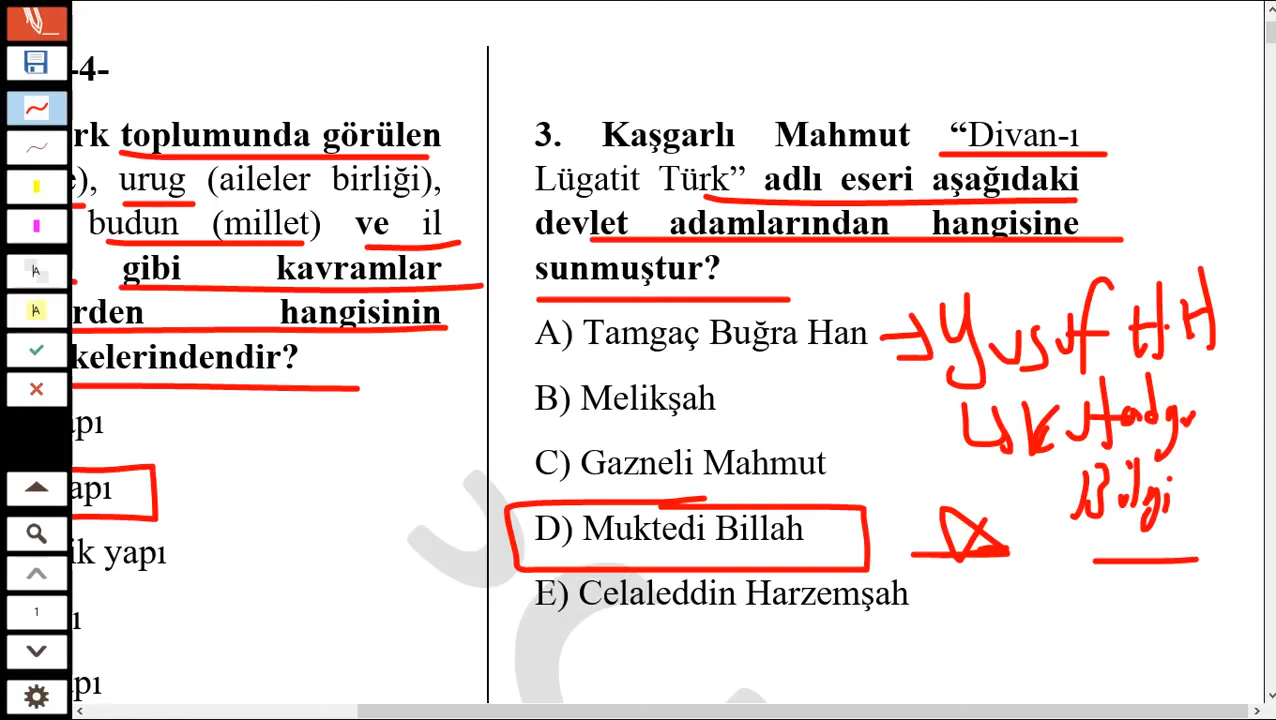 -4-
rk toplumunda görülen
e), urug (aileler birliği),
budun (millet) ve il
gibi kavramlar
rden hangisinin
kelerindendir?
apı
apı
ik yapı
ı
pı
3. Kaşgarlı Mahmut “Divan-ı
Lügatit Türk” adlı eseri aşağıdaki
devlet adamlarından hangisine
sunmuştur?
A) Tamgaç Buğra Han
Yusuf H H
B) Melikşah
Bilgi
C) Gazneli Mahmut
D) Muktedi Billah
E) Celaleddin Harzemşah
1